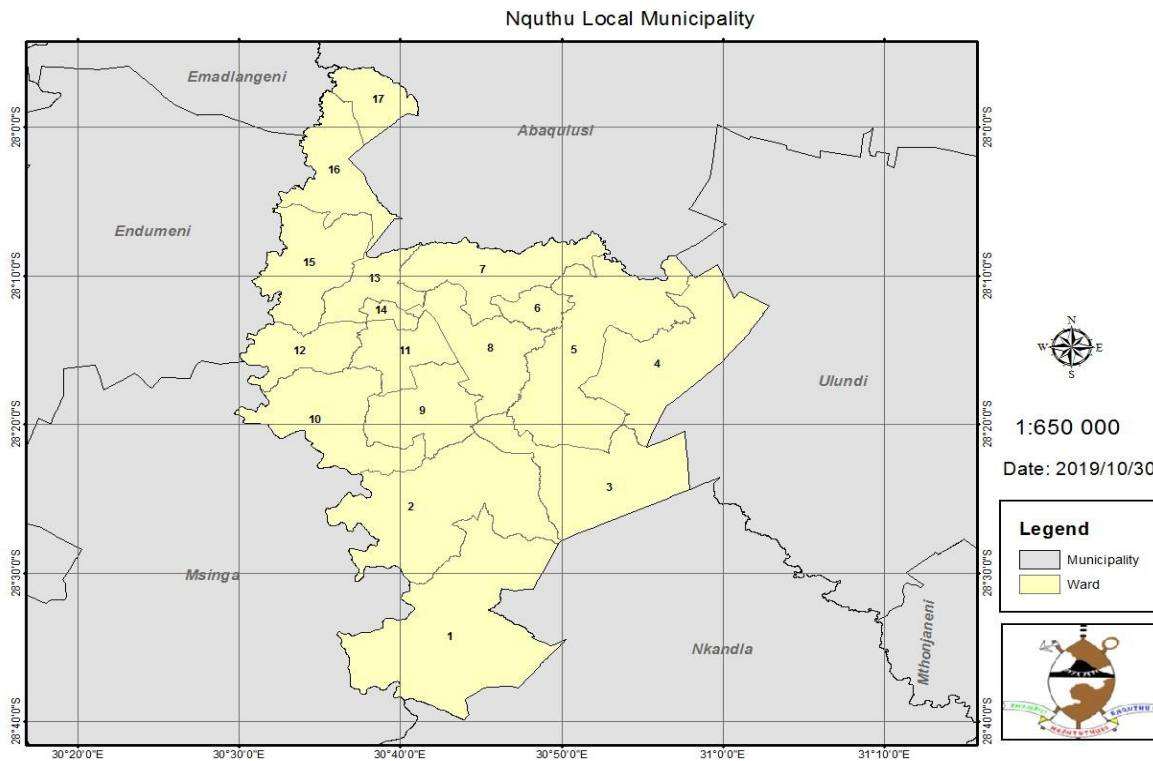 Nquthu Local Municipality
Emadlangeni
Abaqulusi
Endumeni
Ulundi
Msinga
Nkandla
Mthonjaneni
17
16
15
7
13
6
14
12
11
8
5
4
9
10
3
2
1
28°0'0"S
28°10'0"S
28°20'0"S
28°30'0"S
28°40'0"S
28°0'0"S
28°10'0"S
28°20'0"S
28°30'0"S
28°40'0"S
30°20'0"E
30°30'0"E
30°40'0"E
30°50'0"E
31°0'0"E
31°10'0"E
N
W
E
S
1:650 000
Date: 2019/10/30
Legend
Municipality
Ward